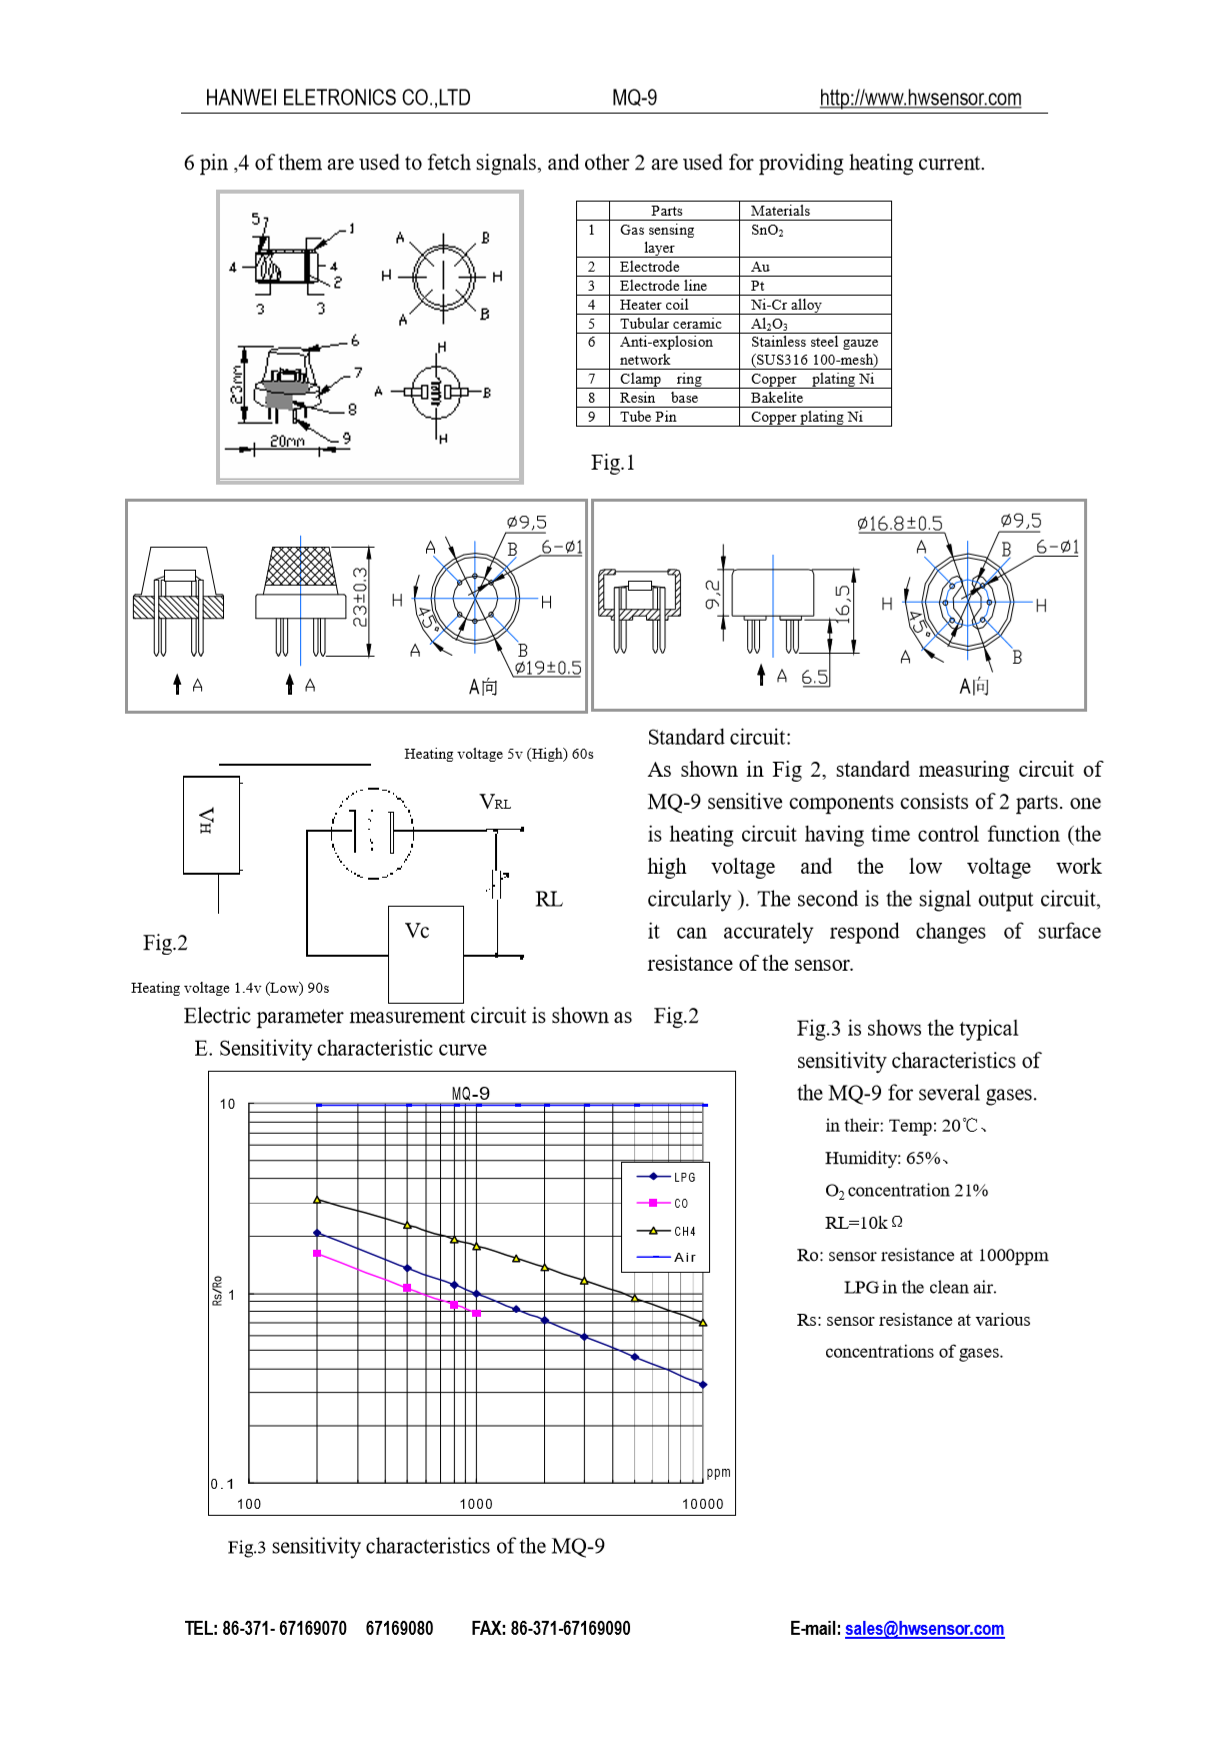 HANWEI ELETRONICS CO.,LTD MQ-9 http://www.hwsensor.com
6 pin ,4 of them are used to fetch signals, and other 2 are used for providing heating current.
5 7 1
4 4
2
3 3
A B
H H
A B
6
7
8
9
23mm
20mm
H
A B
H
Parts Materials
1 Gas sensing layer SnO2
2 Electrode Au
3 Electrode line Pt
4 Heater coil Ni-Cr alloy
5 Tubular ceramic Al2O3
6 Anti-explosion network Stainless steel gauze (SUS316 100-mesh)
7 Clamp ring Copper plating Ni
8 Resin base Bakelite
9 Tube Pin Copper plating Ni
Fig.1
Ø9,5
A B 6-Ø1
23±0.3
H H
45°
A B
Ø19±0.5
A A A向
Ø16.8±0.5 Ø9,5
A B 6-Ø1
9,2 16,5
H H
45°
A B
A 6.5 A向
Heating voltage 5v (High) 60s
VH
VRL
RL
Vc
Fig.2
Heating voltage 1.4v (Low) 90s
Standard circuit:
As shown in Fig 2, standard measuring circuit of
MQ-9 sensitive components consists of 2 parts. one
is heating circuit having time control function (the
high voltage and the low voltage work
circularly ). The second is the signal output circuit,
it can accurately respond changes of surface
resistance of the sensor.
Electric parameter measurement circuit is shown as Fig.2
E. Sensitivity characteristic curve
MQ-9
10
1
0.1
Rs/Ro
100 1000 10000
ppm
LPG
CO
CH4
Air
Fig.3 is shows the typical
sensitivity characteristics of
the MQ-9 for several gases.
in their: Temp: 20℃、
Humidity: 65%、
O2 concentration 21%
RL=10kΩ
Ro: sensor resistance at 1000ppm
LPG in the clean air.
Rs: sensor resistance at various
concentrations of gases.
Fig.3 sensitivity characteristics of the MQ-9
TEL: 86-371- 67169070 67169080 FAX: 86-371-67169090 E-mail: sales@hwsensor.com